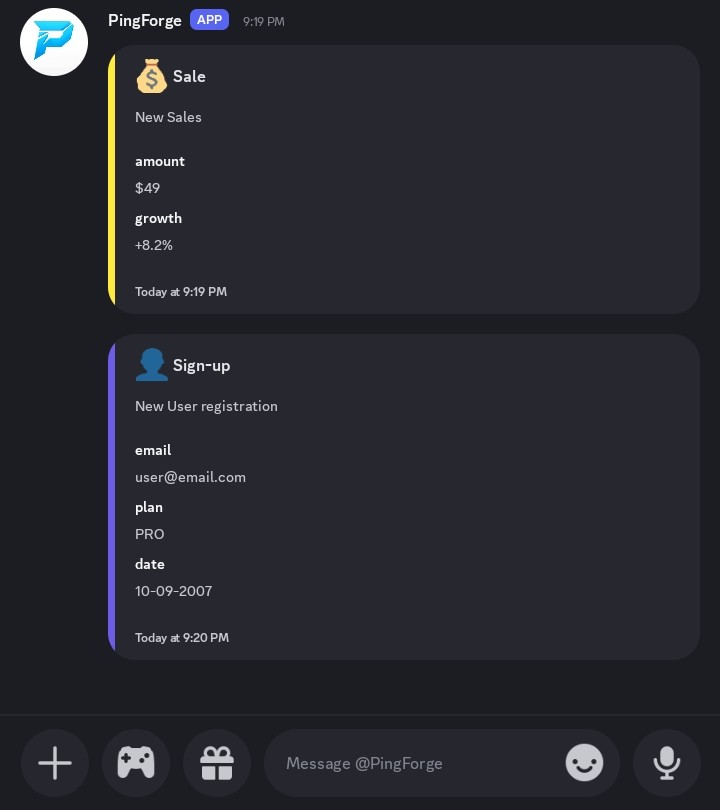 PingForge APP 9:19 PM
Sale
New Sales
amount
$49
growth
+8.2%
Today at 9:19 PM
Sign-up
New User registration
email
user@email.com
plan
PRO
date
10-09-2007
Today at 9:20 PM
Message @PingForge